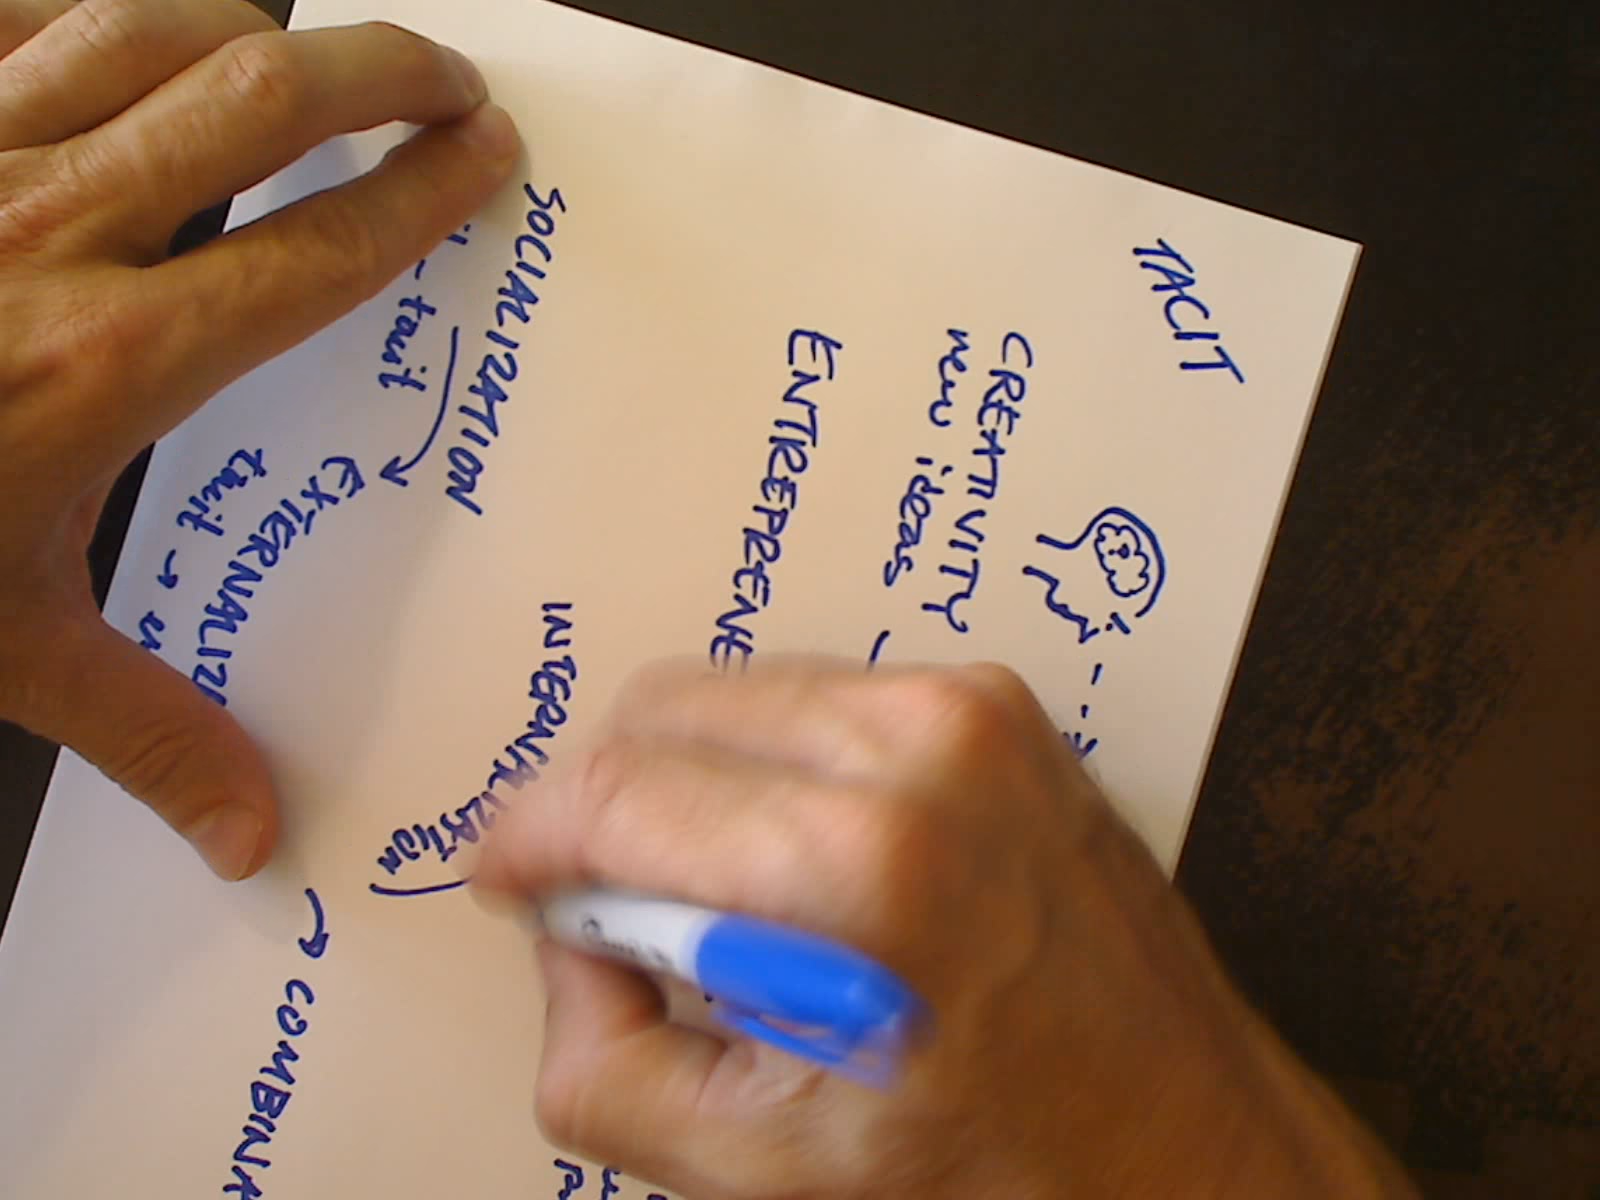 TACIT
CREATIVITY
new ideas
ENTREPRENE
SOCIALIZATION
tacit
INTERNALIZATION
EXTERNALIZ
tacit →
→ COMBINA